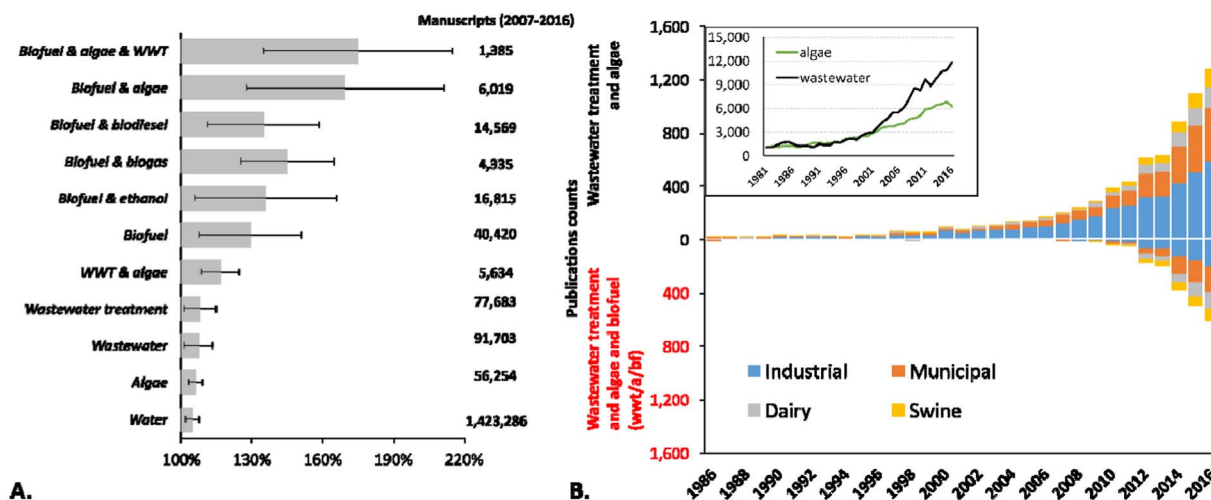 Manuscripts (2007-2016)
Biofuel & algae & WWT 1,385
Biofuel & algae 6,019
Biofuel & biodiesel 14,569
Biofuel & biogas 4,935
Biofuel & ethanol 16,815
Biofuel 40,420
WWT & algae 5,634
Wastewater treatment 77,683
Wastewater 91,703
Algae 56,254
Water 1,423,286
100% 130% 160% 190% 220%
A.
Publications counts
Wastewater treatment
and algae
Wastewater treatment
and algae and biofuel
(wwt/a/bf)
1,600
1,200
800
400
0
400
800
1,200
1,600
15,000
12,000
9,000
6,000
3,000
0
algae
wastewater
1981 1986 1991 1996 2001 2006 2011 2016
Industrial Municipal
Dairy Swine
1986 1988 1990 1992 1994 1996 1998 2000 2002 2004 2006 2008 2010 2012 2014 2016
B.